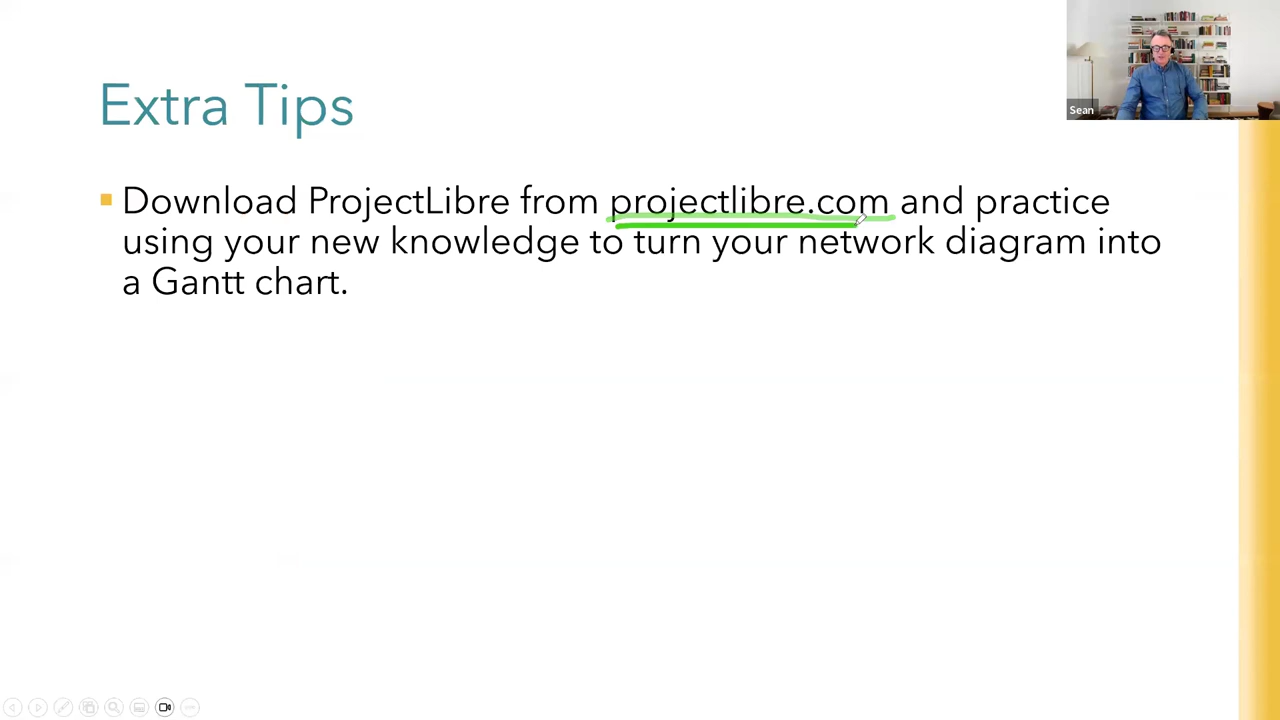 Sean
Extra Tips
Download ProjectLibre from projectlibre.com and practice
using your new knowledge to turn your network diagram into
a Gantt chart.